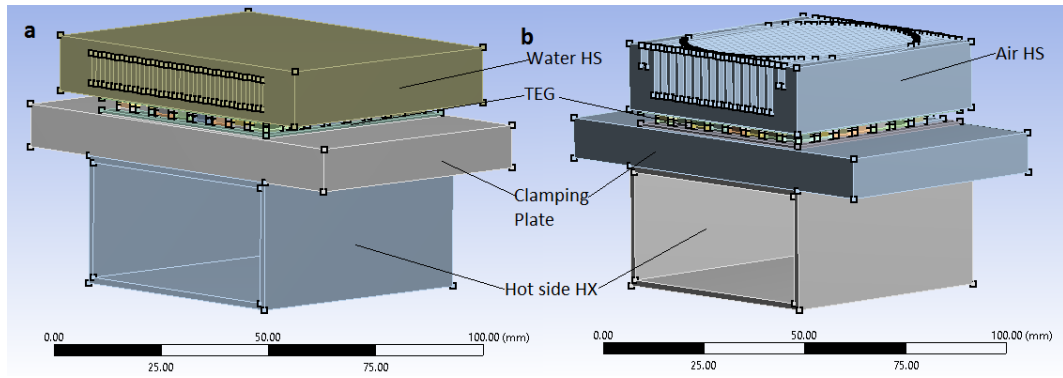 a
b
Water HS
Air HS
TEG
Clamping
Plate
Hot side HX
0.00 50.00 100.00 (mm)
25.00 75.00
0.00 50.00 100.00 (mm)
25.00 75.00